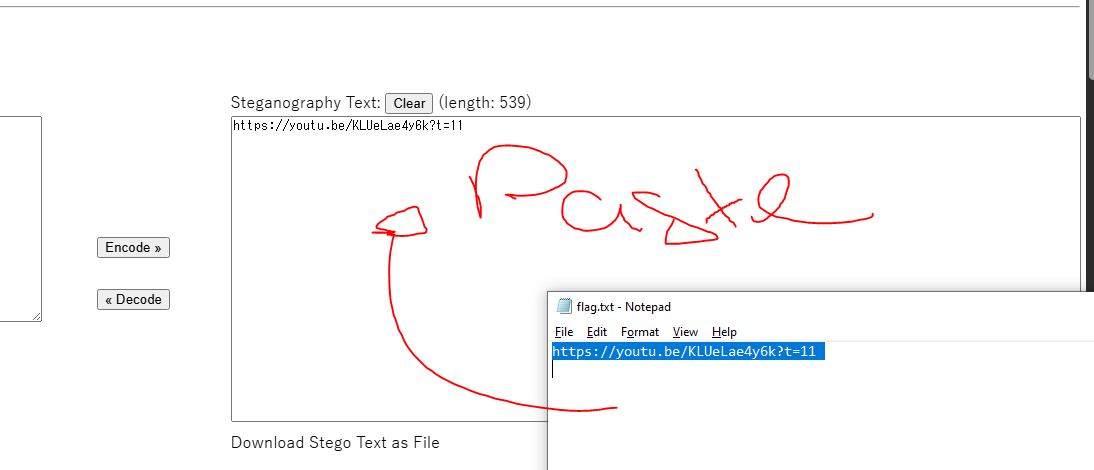 Steganography Text: Clear (length: 539)
https://youtu.be/KLUeLae4y6k?t=11
Paste
Encode »
« Decode
flag.txt - Notepad
File Edit Format View Help
https://youtu.be/KLUeLae4y6k?t=11
Download Stego Text as File